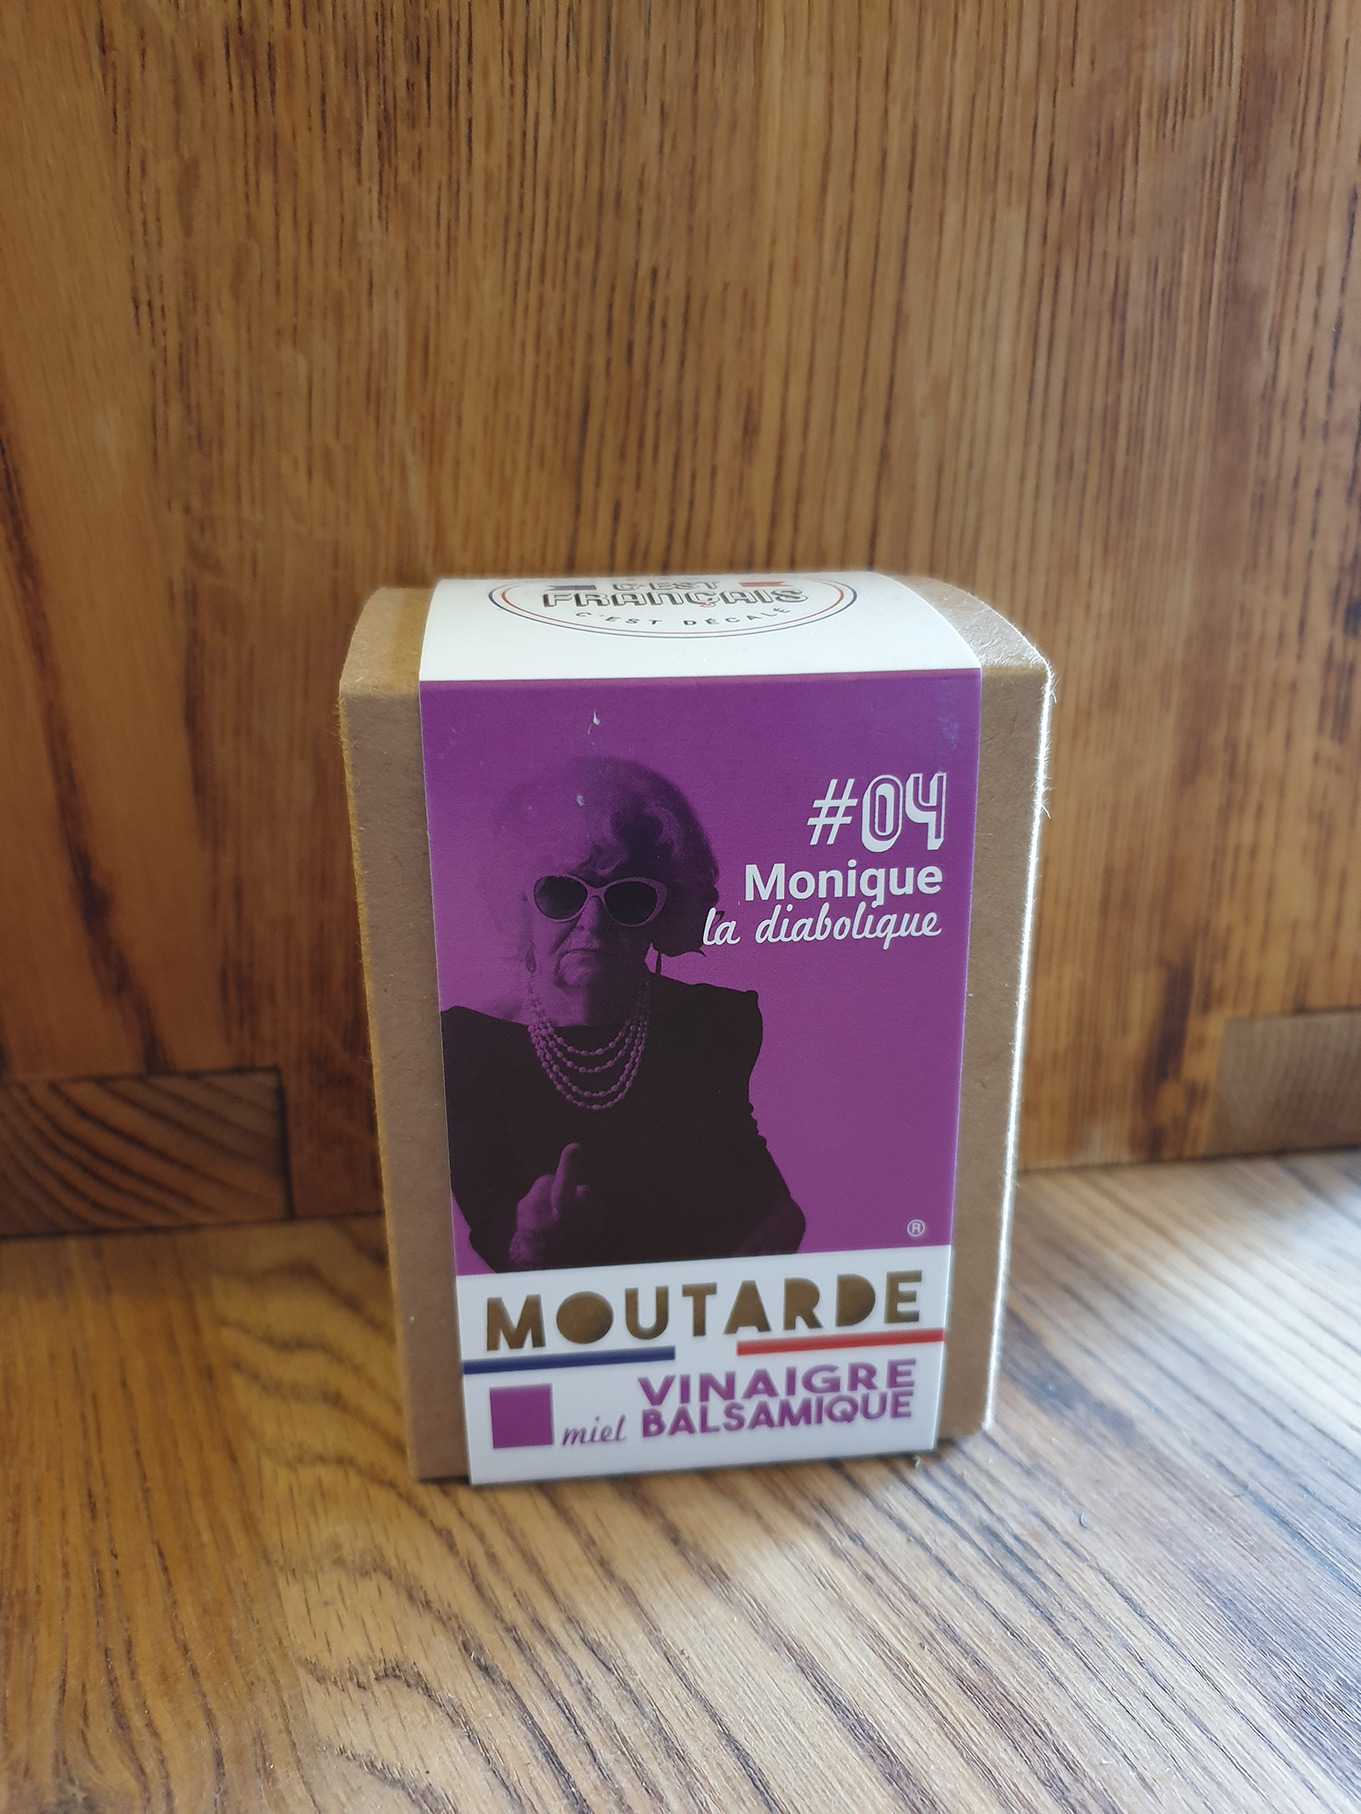 C'EST
FRANÇAIS
C'EST DÉCALÉ
#04
Monique
la diabolique
®
MOUTARDE
miel VINAIGRE
BALSAMIQUE